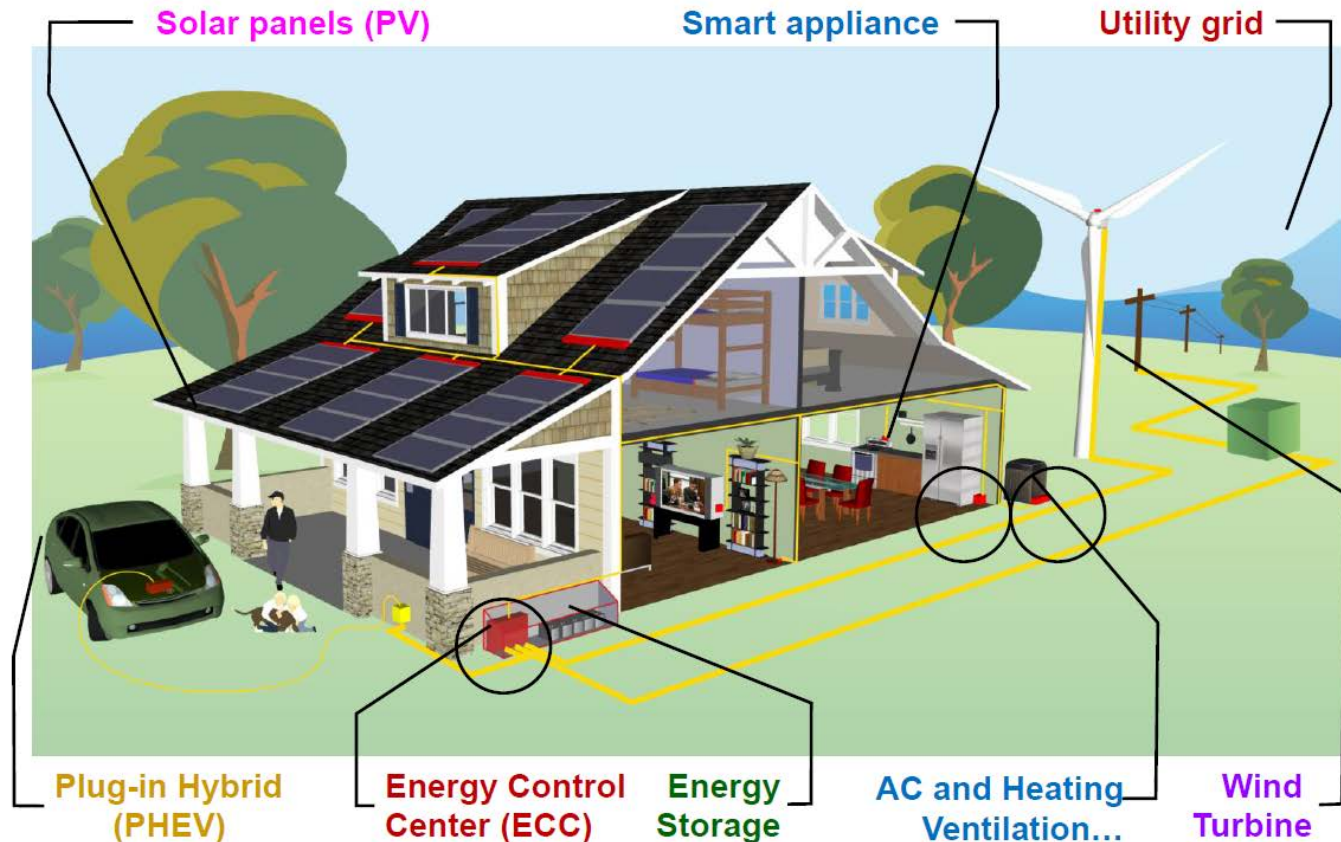 Solar panels (PV)
Smart appliance
Utility grid
Plug-in Hybrid
(PHEV)
Energy Control
Center (ECC)
Energy
Storage
AC and Heating
Ventilation…
Wind
Turbine